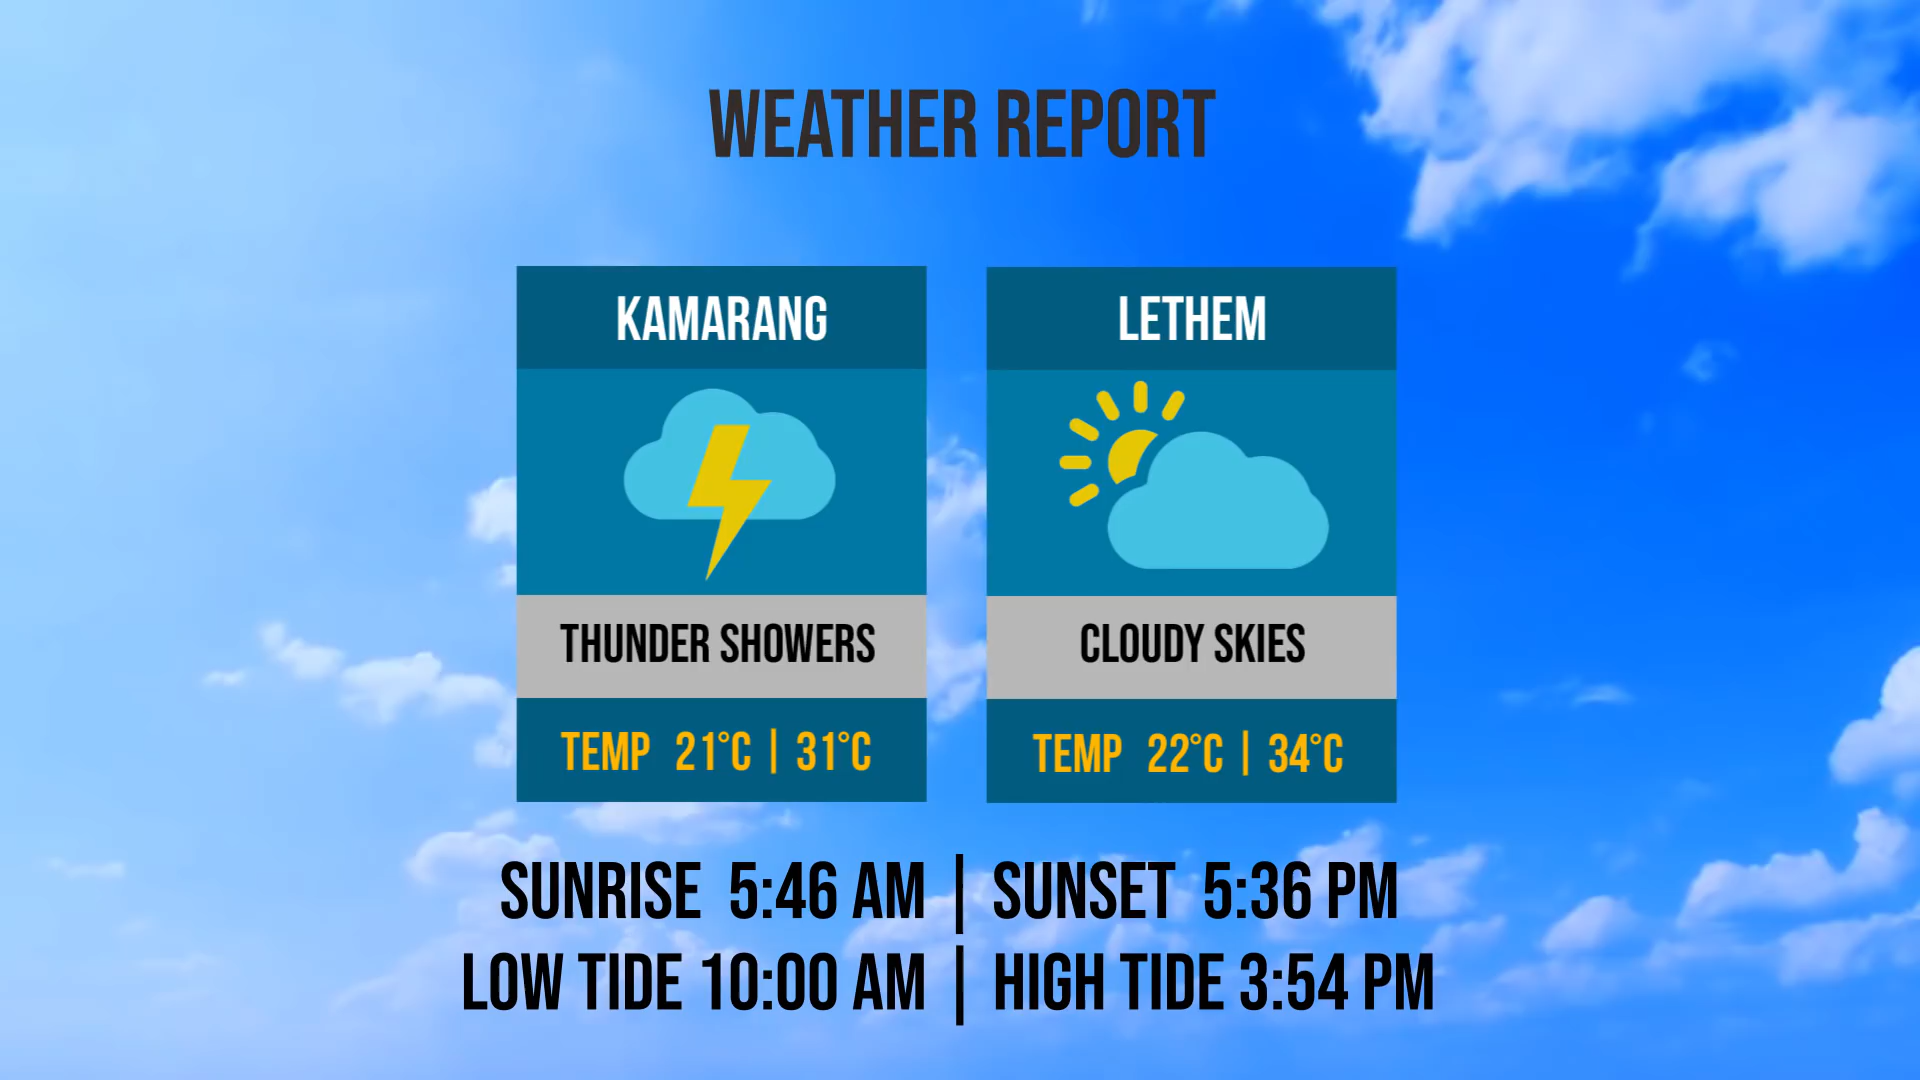 WEATHER REPORT
KAMARANG
THUNDER SHOWERS
TEMP 21°C | 31°C
LETHEM
CLOUDY SKIES
TEMP 22°C | 34°C
SUNRISE 5:46 AM | SUNSET 5:36 PM
LOW TIDE 10:00 AM | HIGH TIDE 3:54 PM